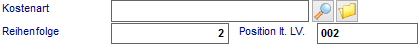 Kostenart
Reihenfolge 2 Position lt. LV. 002